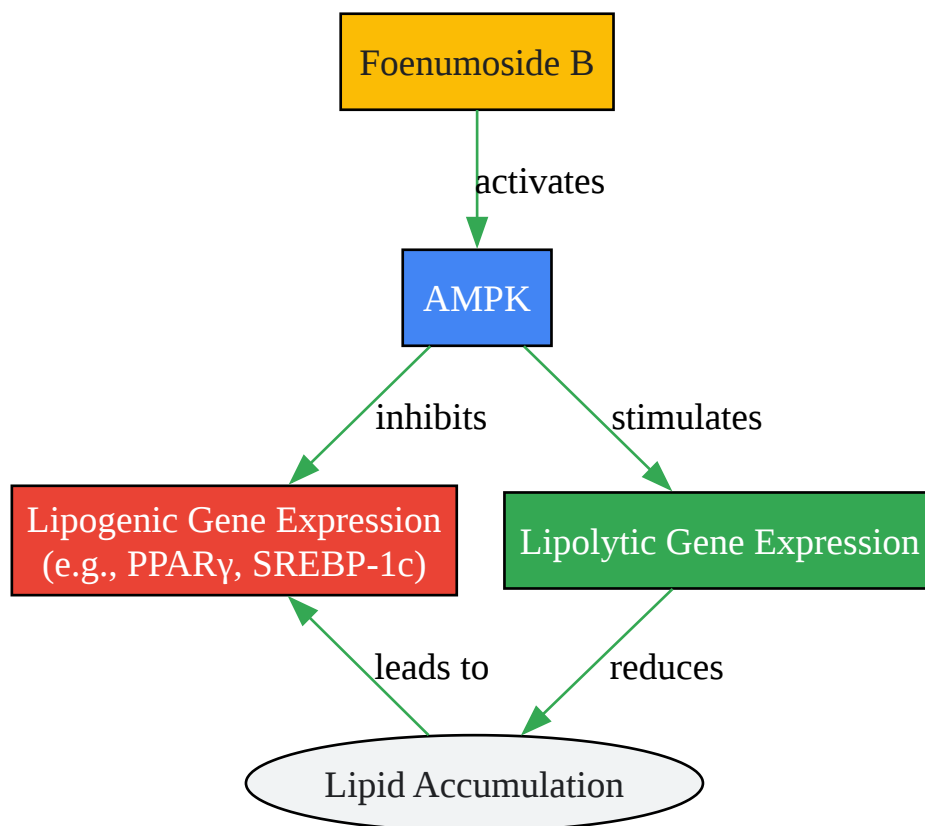 Foenumoside B
activates
AMPK
inhibits
stimulates
Lipogenic Gene Expression
(e.g., PPARγ, SREBP-1c)
Lipolytic Gene Expression
leads to
reduces
Lipid Accumulation